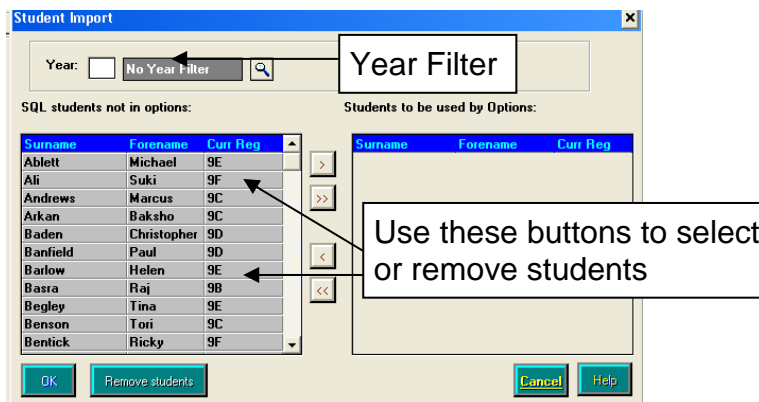 Student Import
Year: No Year Filter
Year Filter
SQL students not in options:
Students to be used by Options:
Surname Forename Curr Reg
Ablett Michael 9E
Ali Suki 9F
Andrews Marcus 9C
Arkan Baksho 9C
Baden Christopher 9D
Banfield Paul 9D
Barlow Helen 9E
Basra Raj 9B
Begley Tina 9E
Benson Tori 9C
Bentick Ricky 9F
>
>>
<
<<
Surname Forename Curr Reg
Use these buttons to select
or remove students
OK Remove students Cancel Help